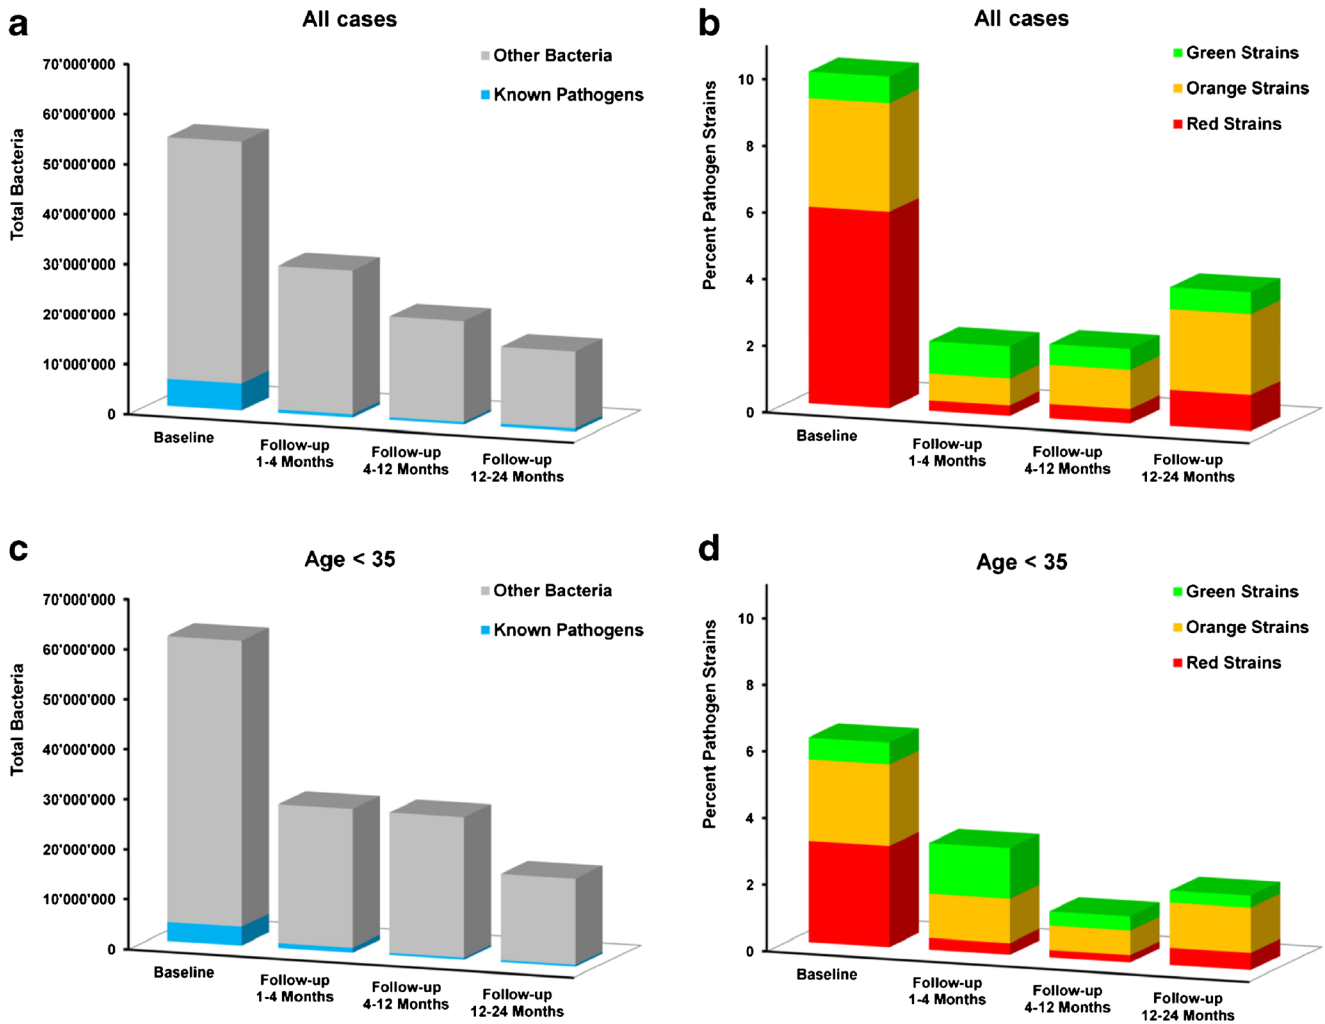 a
All cases
Other Bacteria
Known Pathogens
Total Bacteria
70'000'000
60'000'000
50'000'000
40'000'000
30'000'000
20'000'000
10'000'000
0
Baseline
Follow-up
1-4 Months
Follow-up
4-12 Months
Follow-up
12-24 Months
b
All cases
Green Strains
Orange Strains
Red Strains
Percent Pathogen Strains
10
8
6
4
2
0
Baseline
Follow-up
1-4 Months
Follow-up
4-12 Months
Follow-up
12-24 Months
c
Age < 35
Other Bacteria
Known Pathogens
Total Bacteria
70'000'000
60'000'000
50'000'000
40'000'000
30'000'000
20'000'000
10'000'000
0
Baseline
Follow-up
1-4 Months
Follow-up
4-12 Months
Follow-up
12-24 Months
d
Age < 35
Green Strains
Orange Strains
Red Strains
Percent Pathogen Strains
10
8
6
4
2
0
Baseline
Follow-up
1-4 Months
Follow-up
4-12 Months
Follow-up
12-24 Months